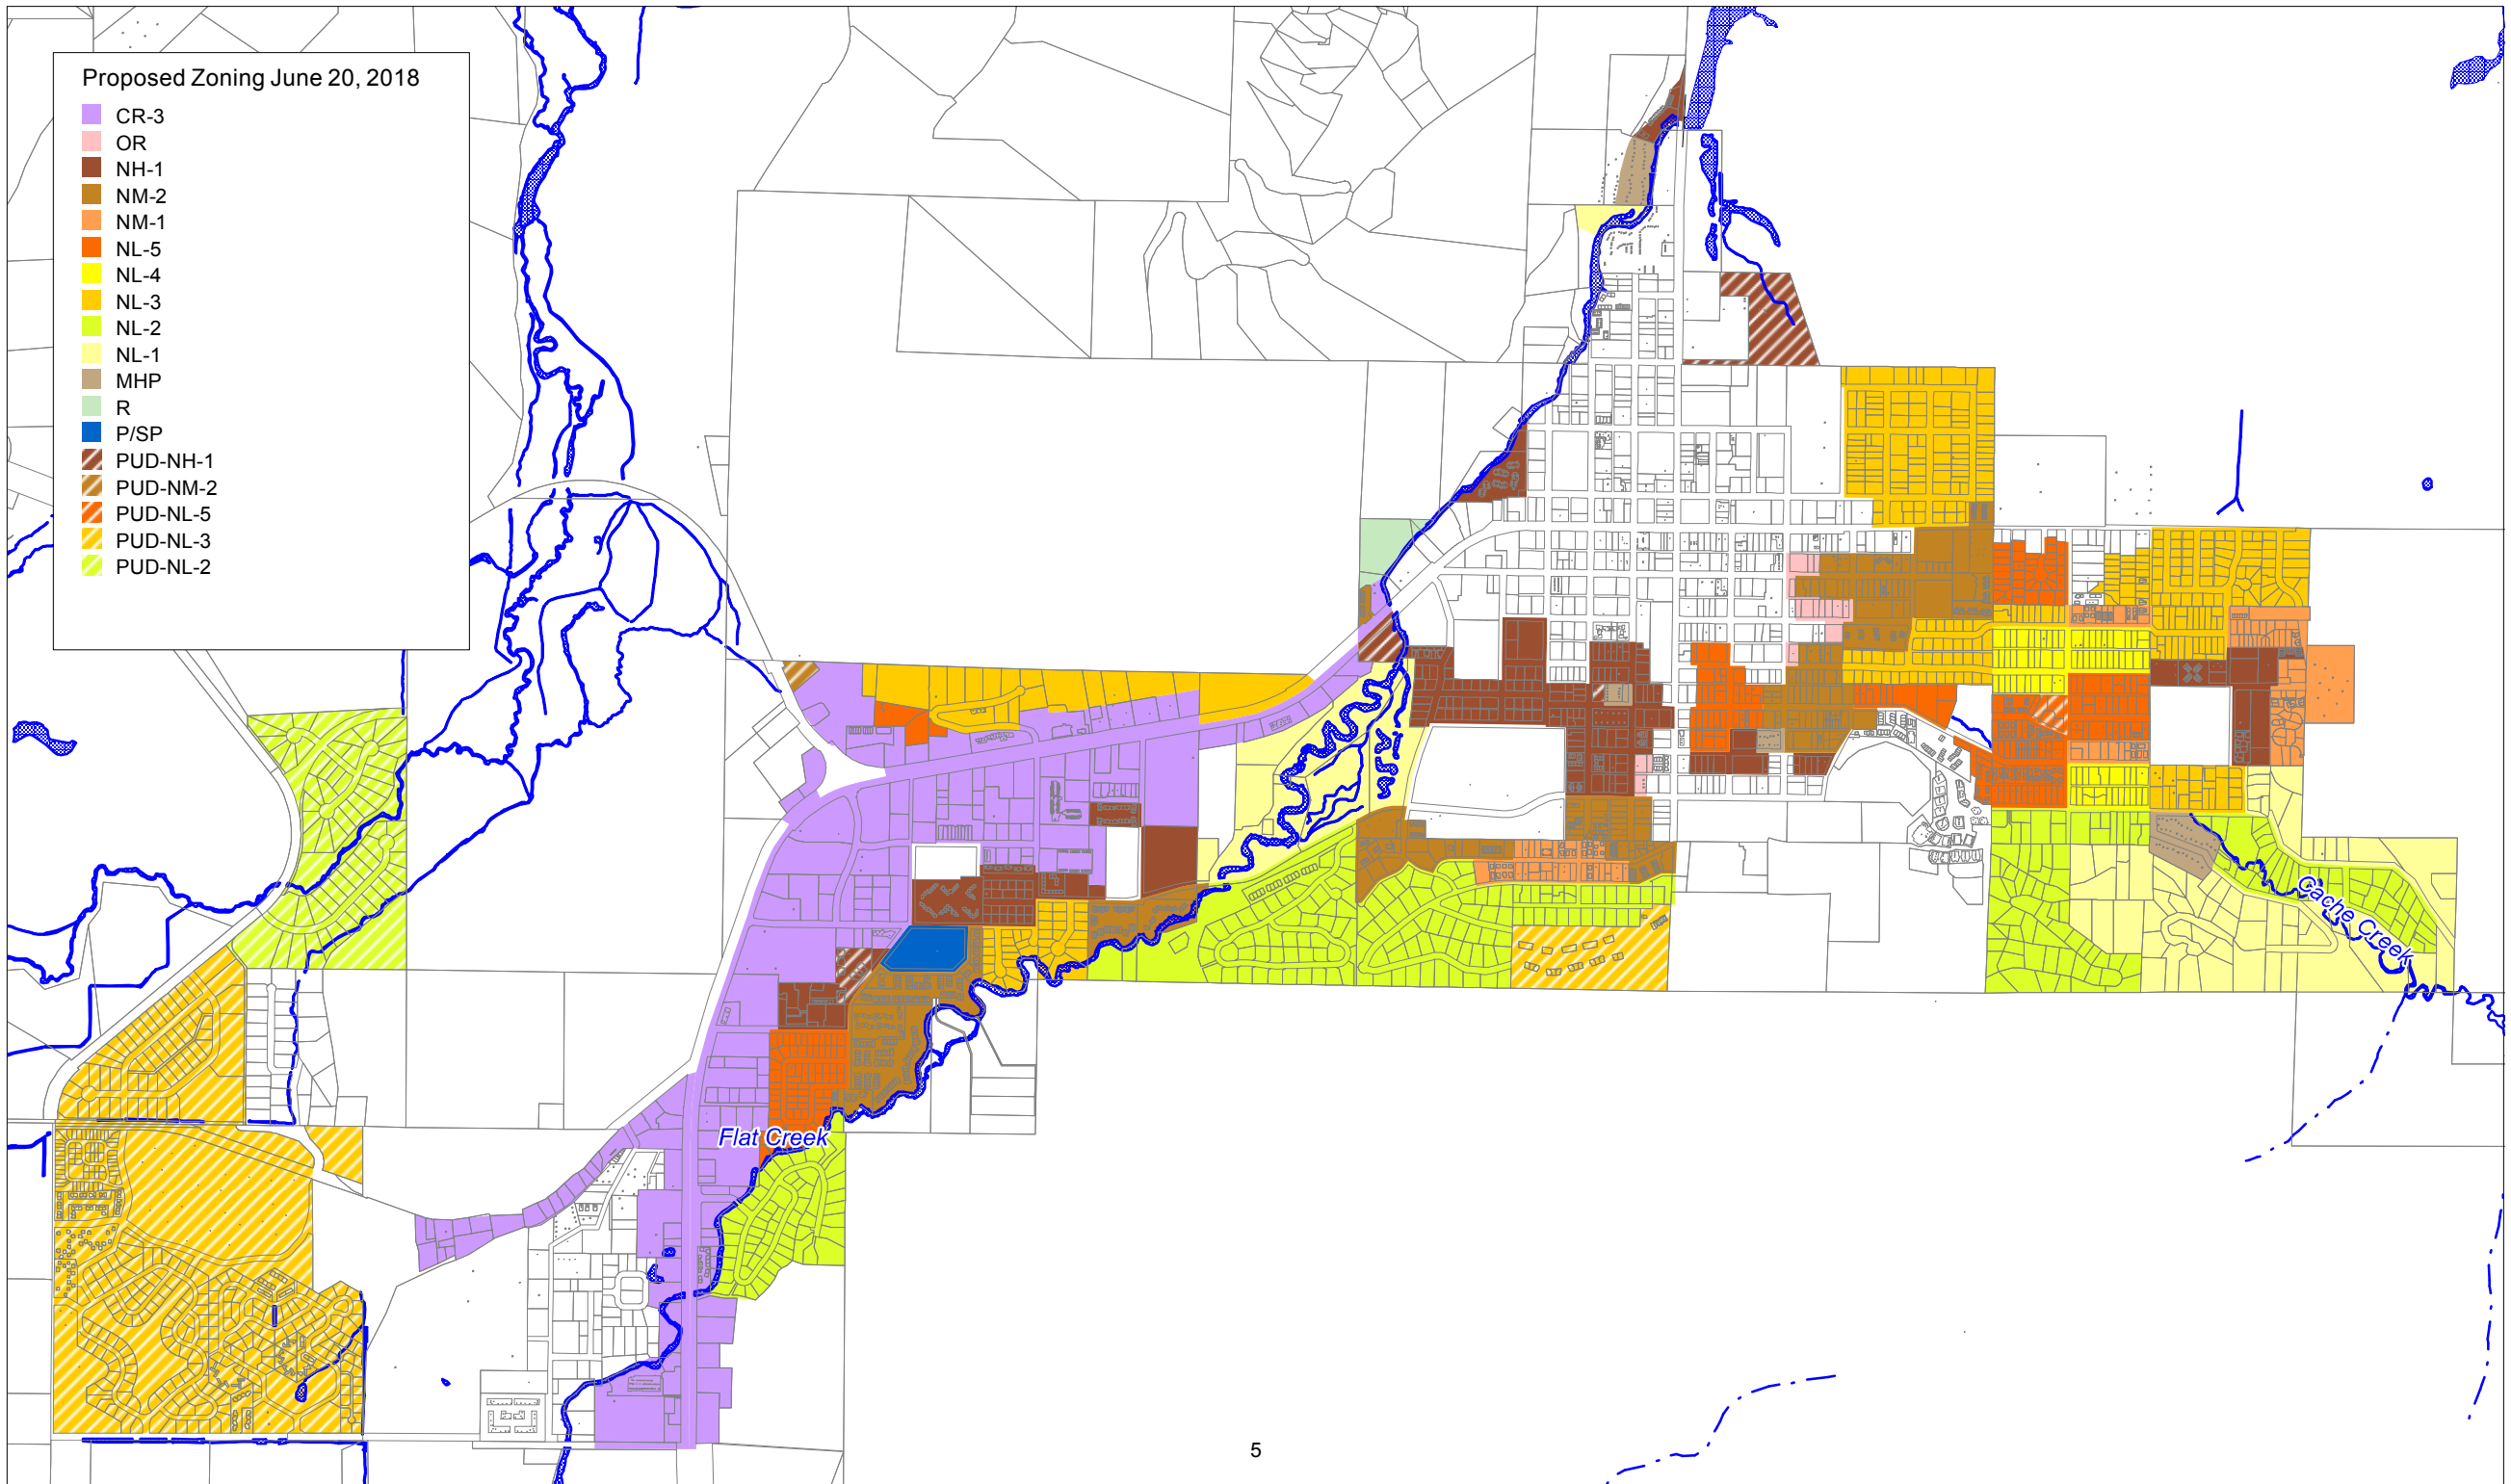 Proposed Zoning June 20, 2018
CR-3
OR
NH-1
NM-2
NM-1
NL-5
NL-4
NL-3
NL-2
NL-1
MHP
R
P/SP
PUD-NH-1
PUD-NM-2
PUD-NL-5
PUD-NL-3
PUD-NL-2
Cache Creek
Flat Creek
5